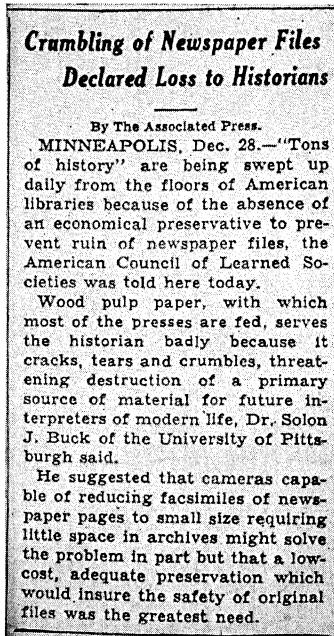 Crumbling of Newspaper Files
Declared Loss to Historians
By The Associated Press.
MINNEAPOLIS, Dec. 28.—"Tons
of history" are being swept up
daily from the floors of American
libraries because of the absence of
an economical preservative to pre-
vent ruin of newspaper files, the
American Council of Learned So-
cieties was told here today.
Wood pulp paper, with which
most of the presses are fed, serves
the historian badly because it
cracks, tears and crumbles, threat-
ening destruction of a primary
source of material for future in-
terpreters of modern life, Dr. Solon
J. Buck of the University of Pitts-
burgh said.
He suggested that cameras capa-
ble of reducing facsimiles of news-
paper pages to small size requiring
little space in archives might solve
the problem in part but that a low-
cost, adequate preservation which
would insure the safety of original
files was the greatest need.